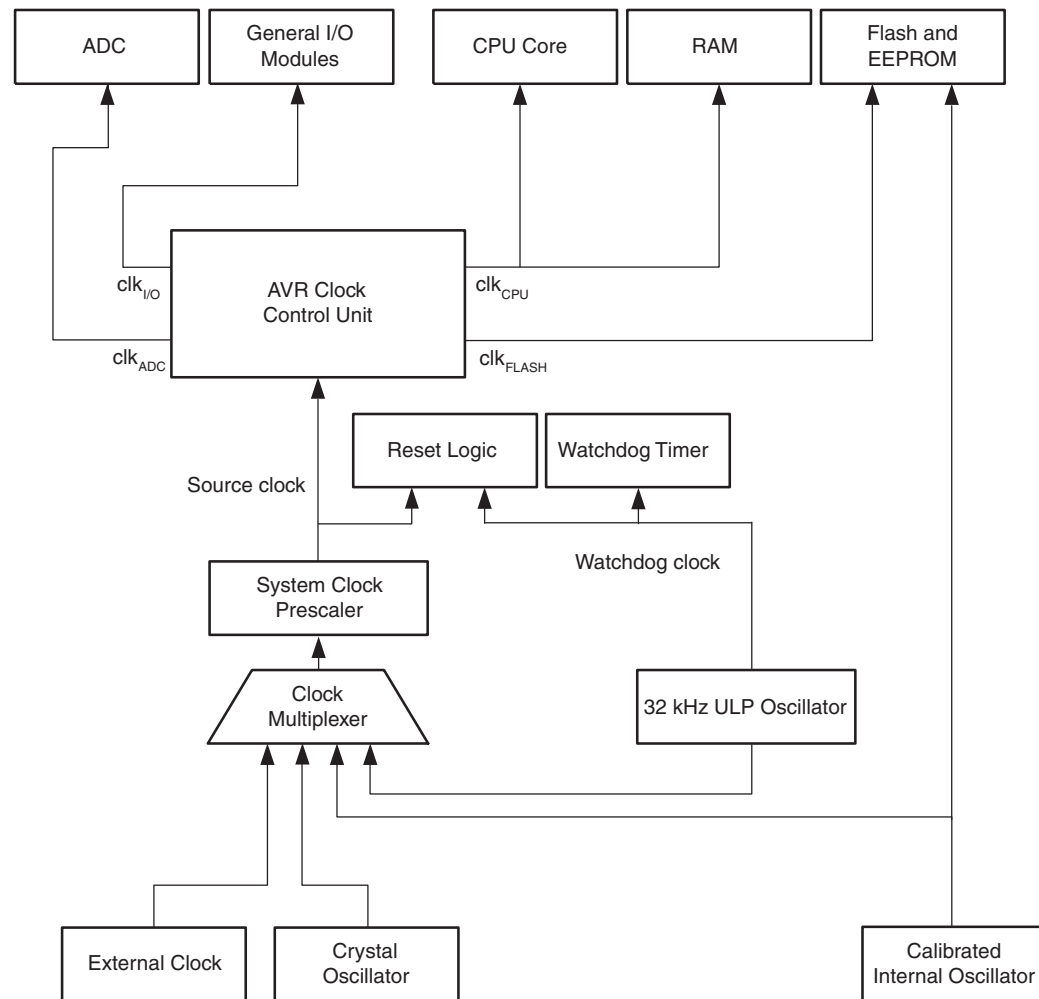 ADC
General I/O
Modules
CPU Core
RAM
Flash and
EEPROM
clkI/O
AVR Clock
Control Unit
clkCPU
clkADC
clkFLASH
Reset Logic
Watchdog Timer
Source clock
Watchdog clock
System Clock
Prescaler
Clock
Multiplexer
32 kHz ULP Oscillator
External Clock
Crystal
Oscillator
Calibrated
Internal Oscillator